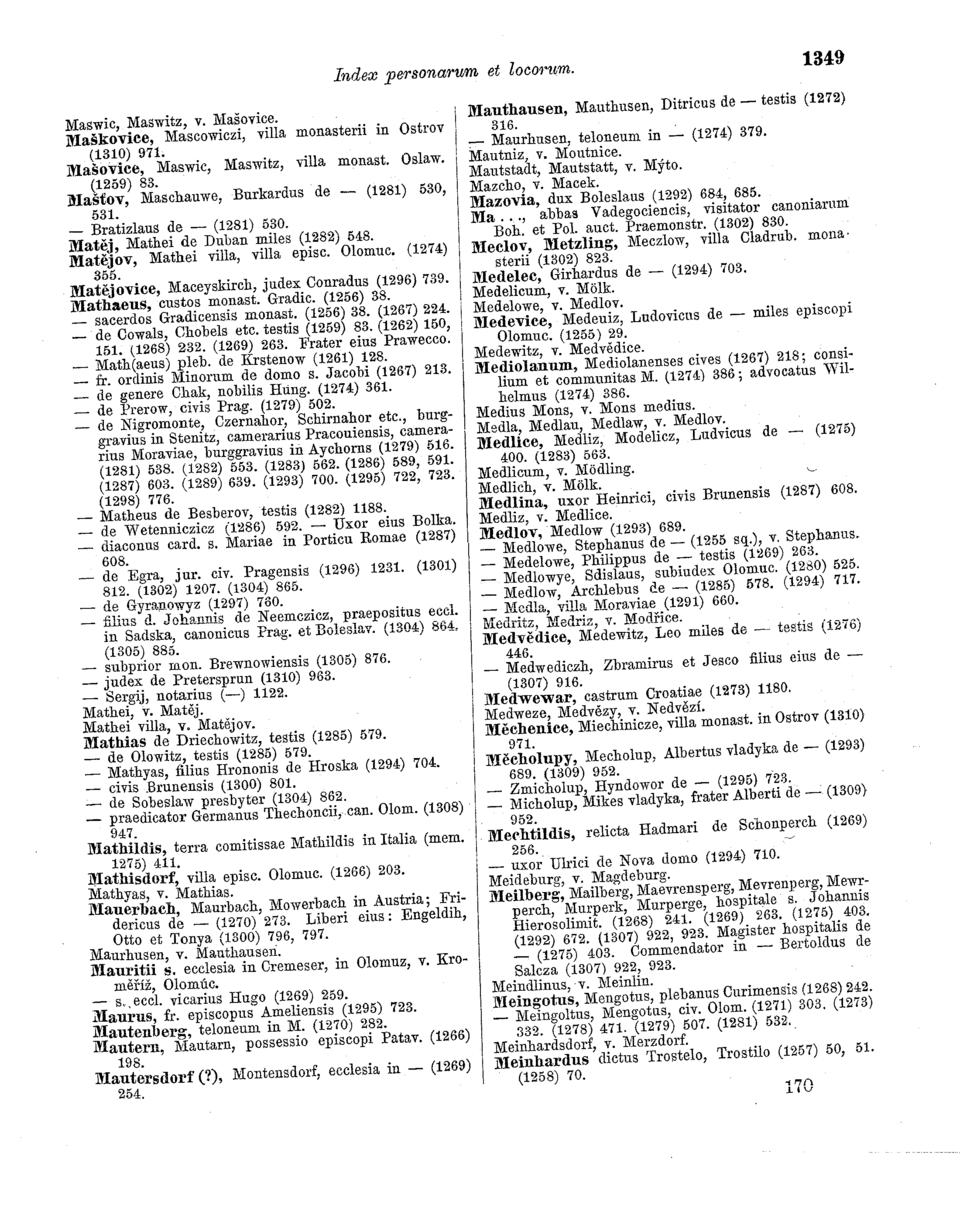 Index personarum et locorum.
1349
Maswic, Maswitz, v. Mašovice.
Maškovice, Mascowiczi, villa monasterii in Ostrov
(1310) 971.
Mašovice, Maswic, Maswitz, villa monast. Oslaw.
(1259) 83.
Mašťov, Maschauwe, Burkardus de — (1281) 530,
531.
— Bratizlaus de — (1281) 530.
Matěj, Mathei de Duban miles (1282) 548.
Matějov, Mathei villa, villa episc. Olomuc. (1274)
355.
Matějovice, Maceyskirch, judex Conradus (1296) 739.
Mathaeus, custos monast. Gradic. (1256) 38.
— sacerdos Gradicensis monast. (1256) 38. (1267) 224.
— de Cowals, Chobels etc. testis (1259) 83. (1262) 150,
151. (1268) 232. (1269) 263. Frater eius Prawecco.
— Math(aeus) pleb. de Krstenow (1261) 128.
— fr. ordinis Minorum de domo s. Jacobi (1267) 213.
— de genere Chak, nobilis Hung. (1274) 361.
— de Prerow, civis Prag. (1279) 502.
— de Nigromonte, Czernahor, Schirnahor etc., burg-
gravius in Stenitz, camerarius Pracouiensis, camera-
rius Moraviae, burggravius in Aychorns (1279) 516.
(1281) 538. (1282) 553. (1283) 562. (1286) 589, 591.
(1287) 603. (1289) 639. (1293) 700. (1295) 722, 723.
(1298) 776.
— Matheus de Besberov, testis (1282) 1188.
— de Wetenniczicz (1286) 592. — Uxor eius Bolka.
— diaconus card. s. Mariae in Porticu Romae (1287)
608.
— de Egra, jur. civ. Pragensis (1296) 1231. (1301)
812. (1302) 1207. (1304) 865.
— de Gyranowyz (1297) 760.
— filius d. Johannis de Neemczicz, praepositus eccl.
in Sadska, canonicus Prag. et Boleslav. (1304) 864.
(1305) 885.
— subprior mon. Brewnowiensis (1305) 876.
— judex de Pretersprun (1310) 963.
— Sergij, notarius (—) 1122.
Mathei, v. Matěj.
Mathei villa, v. Matějov.
Mathias de Driechowitz, testis (1285) 579.
— de Olowitz, testis (1285) 579.
— Mathyas, filius Hrononis de Hroska (1294) 704.
— civis Brunensis (1300) 801.
— de Sobeslaw presbyter (1304) 862.
— praedicator Germanus Thechoncii, can. Olom. (1308)
947.
Mathildis, terra comitissae Mathildis in Italia (mem.
1275) 411.
Mathisdorf, villa episc. Olomuc. (1266) 203.
Mathyas, v. Mathias.
Mauerbach, Maurbach, Mowerbach in Austria; Fri-
dericus de — (1270) 273. Liberi eius: Engeldih,
Otto et Tonya (1300) 796, 797.
Maurhusen, v. Mauthausen.
Mauritii s. ecclesia in Cremeser, in Olomuz, v. Kro-
měříž, Olomúc.
— s. eccl. vicarius Hugo (1269) 259.
Maurus, fr. episcopus Ameliensis (1295) 723.
Mautenberg, teloneum in M. (1270) 282.
Mautern, Mautarn, possessio episcopi Patav. (1266)
198.
Mautersdorf (?), Montensdorf, ecclesia in — (1269)
254.
Mauthausen, Mauthusen, Ditricus de — testis (1272)
316.
— Maurhusen, teloneum in — (1274) 379.
Mautniz, v. Moutnice.
Mautstadt, Mautstatt, v. Mýto.
Mazcho, v. Macek.
Mazovia, dux Boleslaus (1292) 684, 685.
Ma . . ., abbas Vadegociencis, visitator canoniarum
Boh. et Pol. auct. Praemonstr. (1302) 830.
Meclov, Metzling, Meczlow, villa Cladrub. mona-
sterii (1302) 823.
Medelec, Girhardus de — (1294) 703.
Medelicum, v. Mölk.
Medelowe, v. Medlov.
Medevice, Medeuiz, Ludovicus de — miles episcopi
Olomuc. (1255) 29.
Medewitz, v. Medvědice.
Mediolanum, Mediolanenses cives (1267) 218; consi-
lium et communitas M. (1274) 386; advocatus Wil-
helmus (1274) 386.
Medius Mons, v. Mons medius.
Medla, Medlau, Medlaw, v. Medlov.
Medlice, Medliz, Modelicz, Ludvicus de — (1275)
400. (1283) 563.
Medlicum, v. Mödling.
Medlich, v. Mölk.
Medlina, uxor Heinrici, civis Brunensis (1287) 608.
Medliz, v. Medlice.
Medlov, Medlow (1293) 689.
— Medlowe, Stephanus de — (1255 sq.), v. Stephanus.
— Medelowe, Philippus de — testis (1269) 263.
— Medlowye, Sdislaus, subiudex Olomuc. (1280) 525.
— Medlow, Archlebus de — (1285) 578. (1294) 717.
— Medla, villa Moraviae (1291) 660.
Medritz, Medriz, v. Modřice.
Medvědice, Medewitz, Leo miles de — testis (1276)
446.
— Medwediczh, Zbramirus et Jesco filius eius de —
(1307) 916.
Medwewar, castrum Croatiae (1273) 1180.
Medweze, Medvězy, v. Nedvězí.
Měchenice, Miechinicze, villa monast. in Ostrov (1310)
971.
Měcholupy, Mecholup, Albertus vladyka de — (1293)
689. (1309) 952.
— Zmicholup, Hyndowor de — (1295) 723.
— Micholup, Mikes vladyka, frater Alberti de — (1309)
952.
Mechtildis, relicta Hadmari de Schonperch (1269)
256.
— uxor Ulrici de Nova domo (1294) 710.
Meideburg, v. Magdeburg.
Meilberg, Mailberg, Maevrensperg, Mevrenperg, Mewr-
perch, Murperk, Murperge, hospitale s. Johannis
Hierosolimit. (1268) 241. (1269) 263. (1275) 403.
(1292) 672. (1307) 922, 923. Magister hospitalis de
— (1275) 403. Commendator in — Bertoldus de
Salcza (1307) 922, 923.
Meindlinus, v. Meinlin.
Meingotus, Mengotus, plebanus Curimensis (1268) 242.
— Meingoltus, Mengotus, civ. Olom. (1271) 303. (1273)
332. (1278) 471. (1279) 507. (1281) 532.
Meinhardsdorf, v. Merzdorf.
Meinhardus dictus Trostelo, Trostilo (1257) 50, 51.
(1258) 70.
170